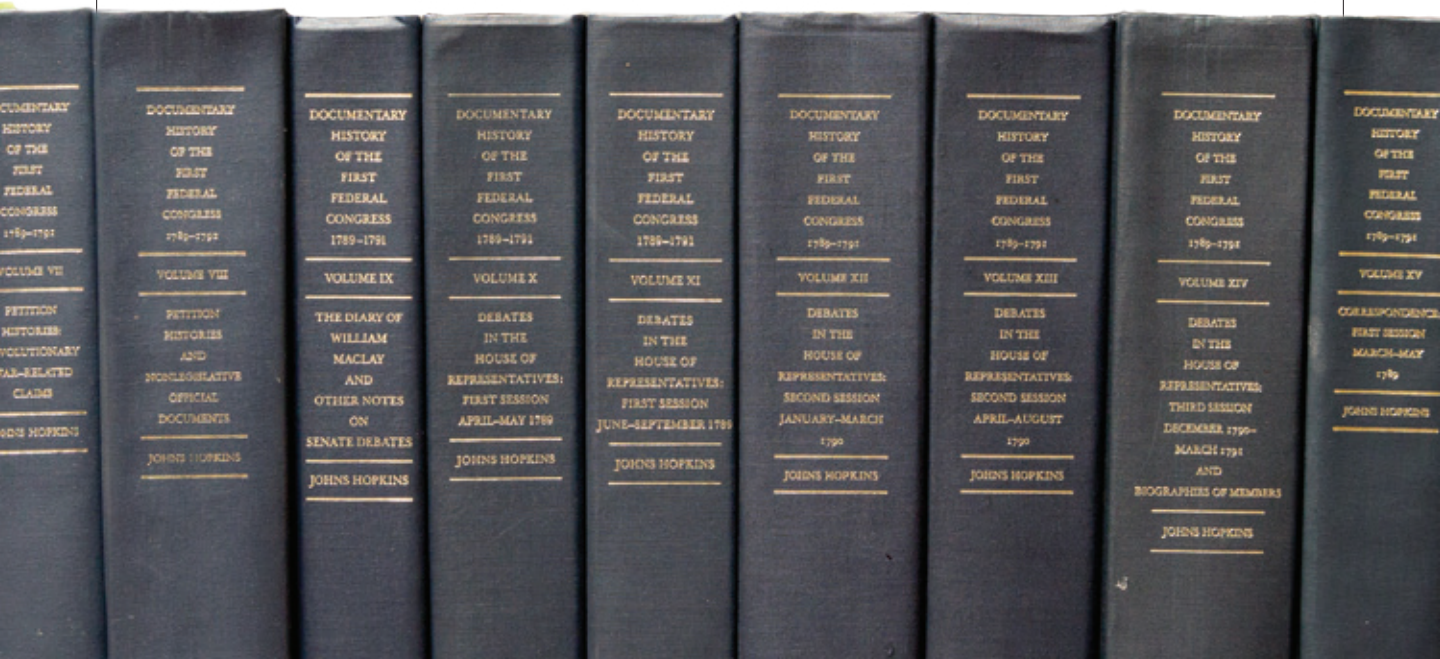 CUMENTARY
HISTORY
OF THE
FIRST
FEDERAL
CONGRESS
1789–1791
VOLUME VII
PETITION
HISTORIES:
VOLUTIONARY
AR–RELATED
CLAIMS
HNS HOPKINS
DOCUMENTARY
HISTORY
OF THE
FIRST
FEDERAL
CONGRESS
1789–1791
VOLUME VIII
PETITION
HISTORIES
AND
NONLEGISLATIVE
OFFICIAL
DOCUMENTS
JOHNS HOPKINS
DOCUMENTARY
HISTORY
OF THE
FIRST
FEDERAL
CONGRESS
1789–1791
VOLUME IX
THE DIARY OF
WILLIAM
MACLAY
AND
OTHER NOTES
ON
SENATE DEBATES
JOHNS HOPKINS
DOCUMENTARY
HISTORY
OF THE
FIRST
FEDERAL
CONGRESS
1789–1791
VOLUME X
DEBATES
IN THE
HOUSE OF
REPRESENTATIVES:
FIRST SESSION
APRIL–MAY 1789
JOHNS HOPKINS
DOCUMENTARY
HISTORY
OF THE
FIRST
FEDERAL
CONGRESS
1789–1791
VOLUME XI
DEBATES
IN THE
HOUSE OF
REPRESENTATIVES:
FIRST SESSION
JUNE–SEPTEMBER 1789
JOHNS HOPKINS
DOCUMENTARY
HISTORY
OF THE
FIRST
FEDERAL
CONGRESS
1789–1791
VOLUME XII
DEBATES
IN THE
HOUSE OF
REPRESENTATIVES:
SECOND SESSION
JANUARY–MARCH
1790
JOHNS HOPKINS
DOCUMENTARY
HISTORY
OF THE
FIRST
FEDERAL
CONGRESS
1789–1791
VOLUME XIII
DEBATES
IN THE
HOUSE OF
REPRESENTATIVES:
SECOND SESSION
APRIL–AUGUST
1790
JOHNS HOPKINS
DOCUMENTARY
HISTORY
OF THE
FIRST
FEDERAL
CONGRESS
1789–1791
VOLUME XIV
DEBATES
IN THE
HOUSE OF
REPRESENTATIVES:
THIRD SESSION
DECEMBER 1790–
MARCH 1791
AND
BIOGRAPHIES OF MEMBERS
JOHNS HOPKINS
DOCUMENTARY
HISTORY
OF THE
FIRST
FEDERAL
CONGRESS
1789–1791
VOLUME XV
CORRESPONDENCE:
FIRST SESSION
MARCH–MAY
1789
JOHNS HOPKINS